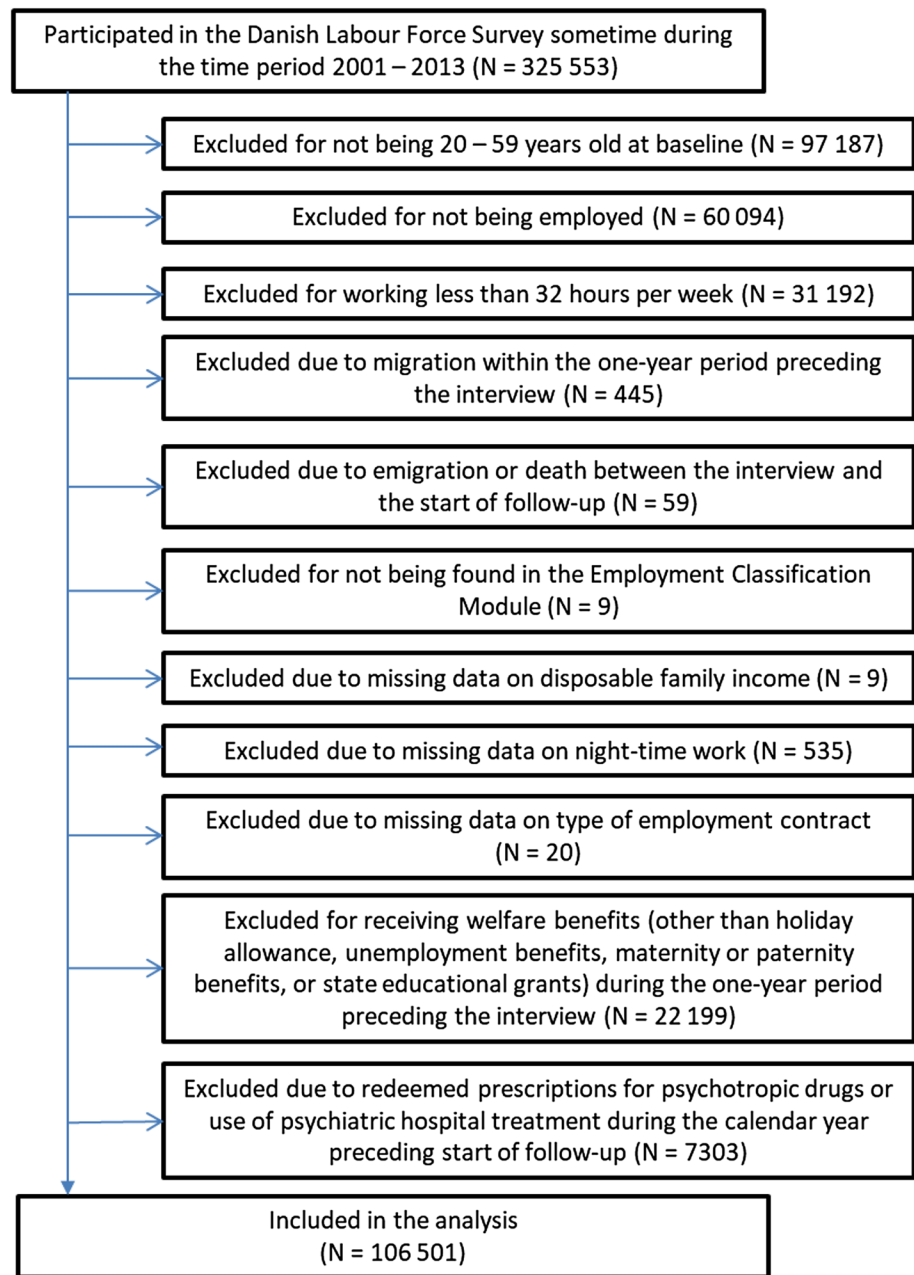 Participated in the Danish Labour Force Survey sometime during
the time period 2001 – 2013 (N = 325 553)
Excluded for not being 20 – 59 years old at baseline (N = 97 187)
Excluded for not being employed (N = 60 094)
Excluded for working less than 32 hours per week (N = 31 192)
Excluded due to migration within the one-year period preceding
the interview (N = 445)
Excluded due to emigration or death between the interview and
the start of follow-up (N = 59)
Excluded for not being found in the Employment Classification
Module (N = 9)
Excluded due to missing data on disposable family income (N = 9)
Excluded due to missing data on night-time work (N = 535)
Excluded due to missing data on type of employment contract
(N = 20)
Excluded for receiving welfare benefits (other than holiday
allowance, unemployment benefits, maternity or paternity
benefits, or state educational grants) during the one-year period
preceding the interview (N = 22 199)
Excluded due to redeemed prescriptions for psychotropic drugs or
use of psychiatric hospital treatment during the calendar year
preceding start of follow-up (N = 7303)
Included in the analysis
(N = 106 501)